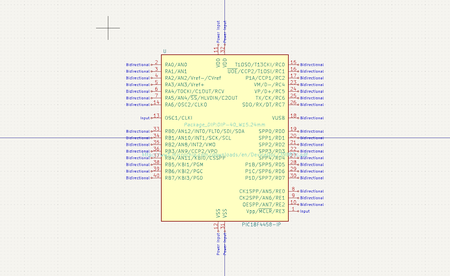 Power Input Power Input
11 32
VDD VDD
U
Bidirectional 2 RA0/AN0
Bidirectional 3 RA1/AN1
Bidirectional 4 RA2/AN2/Vref-/CVref
Bidirectional 5 RA3/AN3/Vref+
Bidirectional 6 RA4/T0CKI/C1OUT/RCV
Bidirectional 7 RA5/AN4/SS/HLVDIN/C2OUT
Bidirectional 14 RA6/OSC2/CLKO
Input 13 OSC1/CLKI
Bidirectional 33 RB0/AN12/INT0/FLT0/SDI/SDA
Bidirectional 34 RB1/AN10/INT1/SCK/SCL
Bidirectional 35 RB2/AN8/INT2/VMO
Bidirectional 36 RB3/AN9/CCP2/VPO
Bidirectional 37 RB4/AN11/KBI0/CSSPP
Bidirectional 38 RB5/KBI1/PGM
Bidirectional 39 RB6/KBI2/PGC
Bidirectional 40 RB7/KBI3/PGD
T1OSO/T13CKI/RC0 15 Bidirectional
UOE/CCP2/T1OSI/RC1 16 Bidirectional
P1A/CCP1/RC2 17 Bidirectional
VM/D-/RC4 23 Bidirectional
VP/D+/RC5 24 Bidirectional
TX/CK/RC6 25 Bidirectional
SDO/RX/DT/RC7 26 Bidirectional
VUSB 18 Bidirectional
Package_DIP:DIP-40_W15.24mm
SPP0/RD0 19 Bidirectional
SPP1/RD1 20 Bidirectional
SPP2/RD2 21 Bidirectional
SPP3/RD3 22 Bidirectional
SPP4/RD4 27 Bidirectional
P1B/SPP5/RD5 28 Bidirectional
P1C/SPP6/RD6 29 Bidirectional
P1D/SPP7/RD7 30 Bidirectional
CK1SPP/AN5/RE0 8 Bidirectional
CK2SPP/AN6/RE1 9 Bidirectional
OESPP/AN7/RE2 10 Bidirectional
Vpp/MCLR/RE3 1 Input
VSS VSS
12 31
Power Input Power Input
PIC18F4458-IP